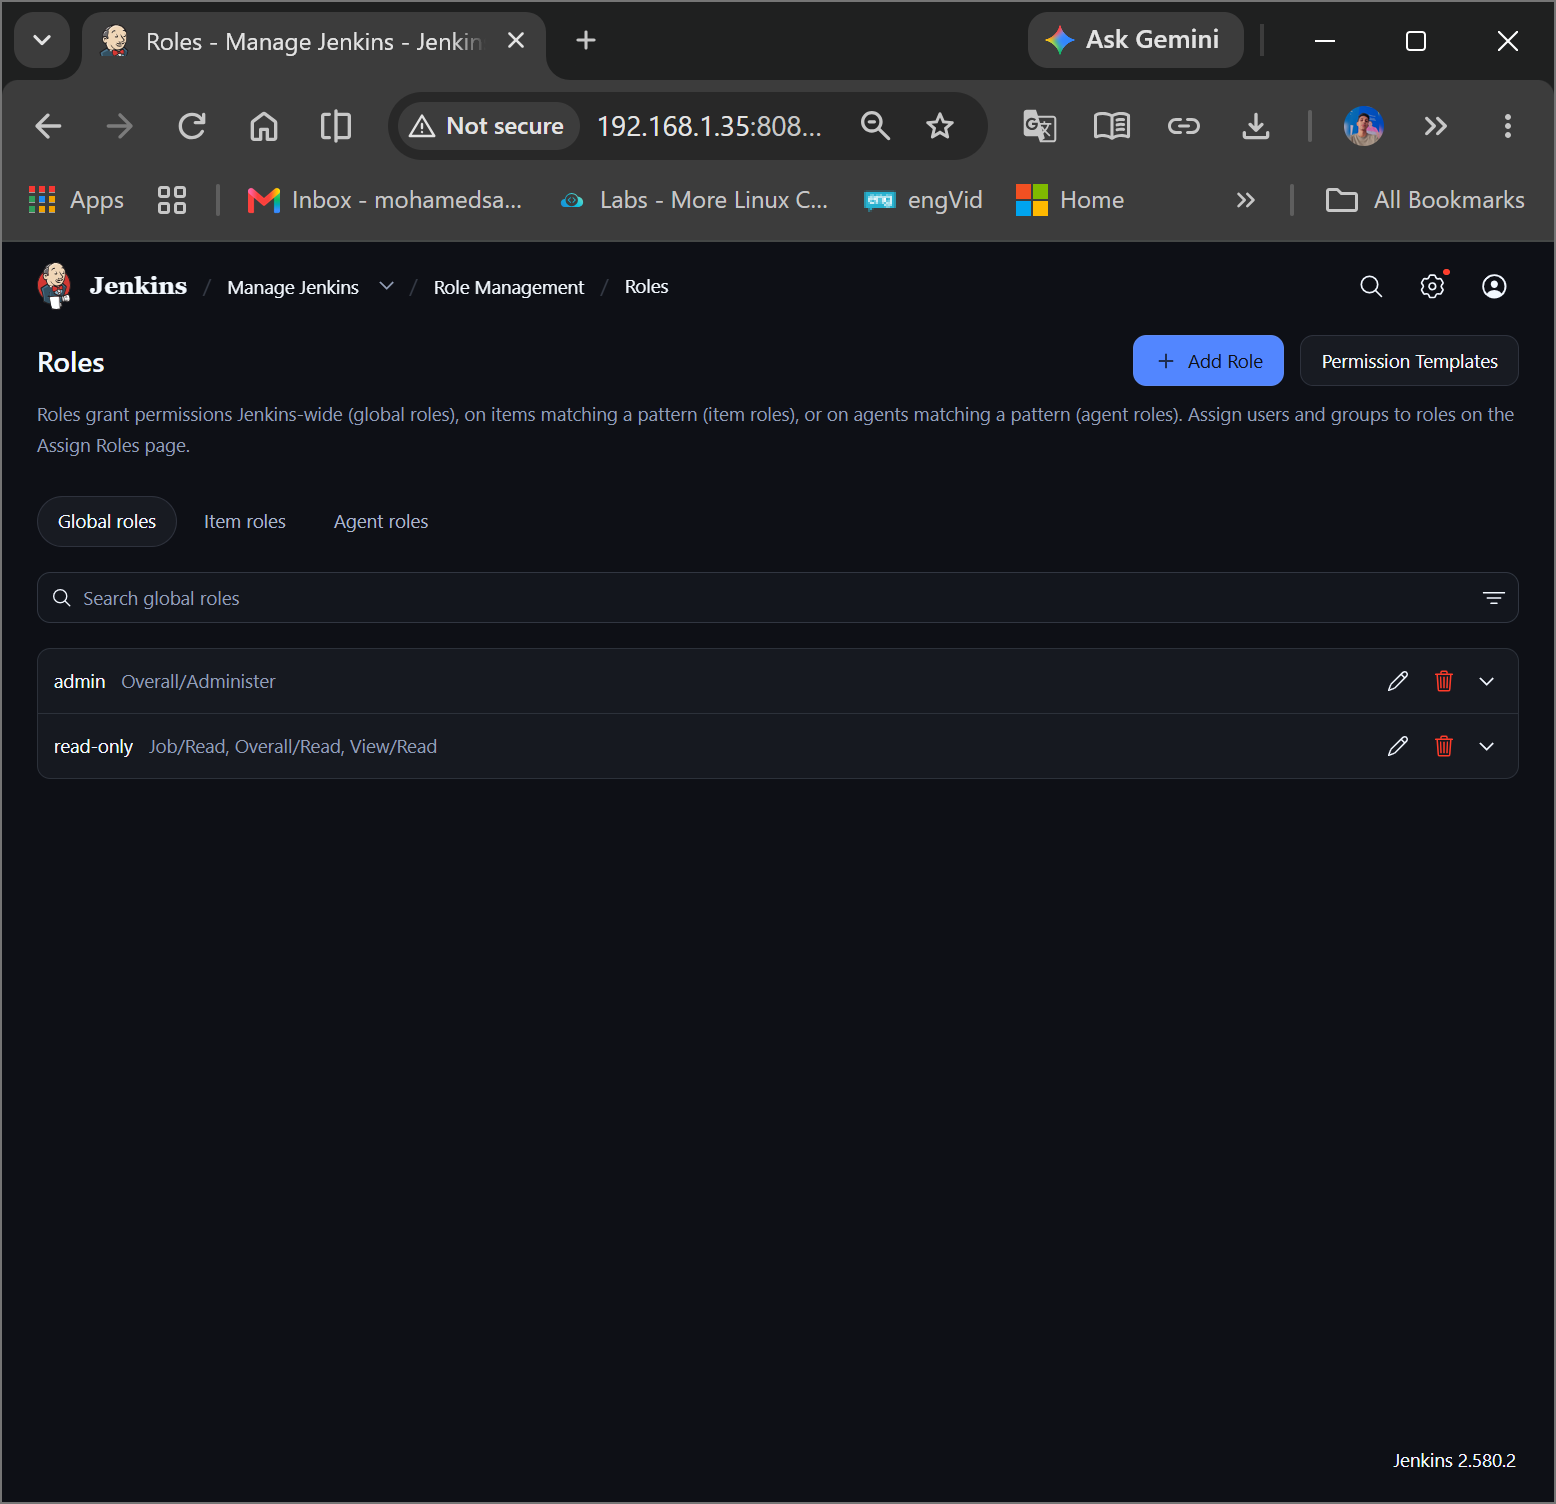 Roles - Manage Jenkins - Jenkin
Ask Gemini
Not secure
192.168.1.35:808...
Apps
Inbox - mohamedsa...
Labs - More Linux C...
eng
engVid
Home
All Bookmarks
Jenkins / Manage Jenkins / Role Management / Roles
Roles
Add Role
Permission Templates
Roles grant permissions Jenkins-wide (global roles), on items matching a pattern (item roles), or on agents matching a pattern (agent roles). Assign users and groups to roles on the
Assign Roles page.
Global roles
Item roles
Agent roles
Search global roles
admin Overall/Administer
read-only Job/Read, Overall/Read, View/Read
Jenkins 2.580.2